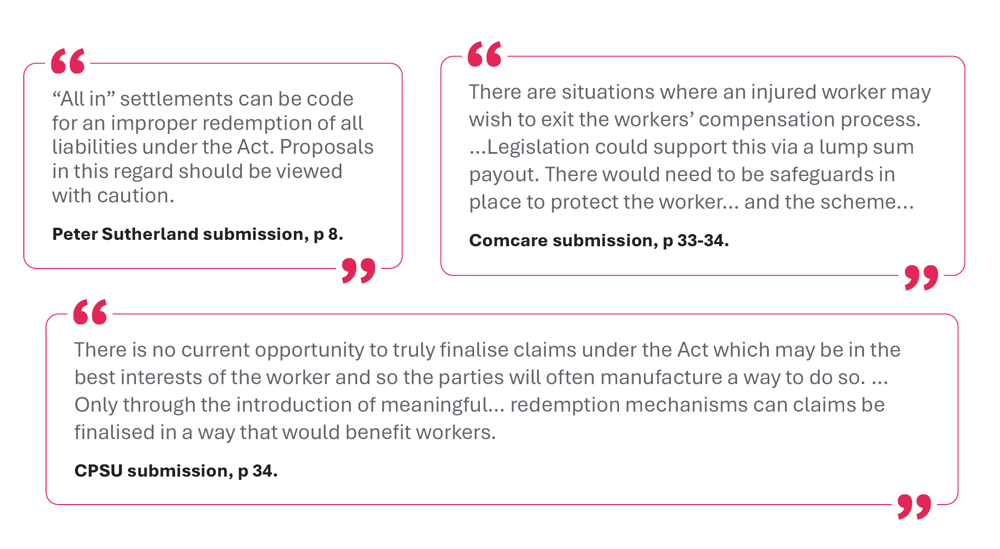 “All in” settlements can be code
for an improper redemption of all
liabilities under the Act. Proposals
in this regard should be viewed
with caution.
Peter Sutherland submission, p 8.
There are situations where an injured worker may
wish to exit the workers’ compensation process.
...Legislation could support this via a lump sum
payout. There would need to be safeguards in
place to protect the worker... and the scheme...
Comcare submission, p 33-34.
There is no current opportunity to truly finalise claims under the Act which may be in the
best interests of the worker and so the parties will often manufacture a way to do so. ...
Only through the introduction of meaningful... redemption mechanisms can claims be
finalised in a way that would benefit workers.
CPSU submission, p 34.